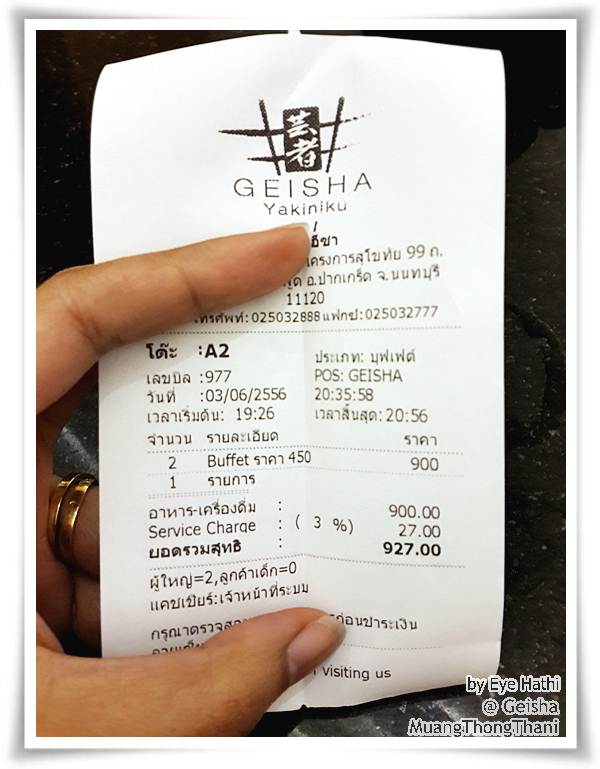 芸者
GEISHA
Yakiniku
โครงการสุโขทัย 99 ถ.
อ.ปากเกร็ด จ.นนทบุรี
11120
โทรศัพท์: 025032888 แฟกซ์: 025032777
โต๊ะ :A2 ประเภท: บุฟเฟต์
เลขบิล :977 POS: GEISHA
วันที่ :03/06/2556 20:35:58
เวลาเริ่มต้น: 19:26 เวลาสิ้นสุด: 20:56
จำนวน รายละเอียด ราคา
2 Buffet ราคา 450 900
1 รายการ
อาหาร-เครื่องดื่ม : 900.00
Service Charge : ( 3 %) 27.00
ยอดรวมสุทธิ : 927.00
ผู้ใหญ่=2,ลูกค้าเด็ก=0
แคชเชียร์:เจ้าหน้าที่ระบบ
กรุณาตรวจสอ ก่อนชำระเงิน
visiting us
by Eye Hathi
@ Geisha
MuangThongThani